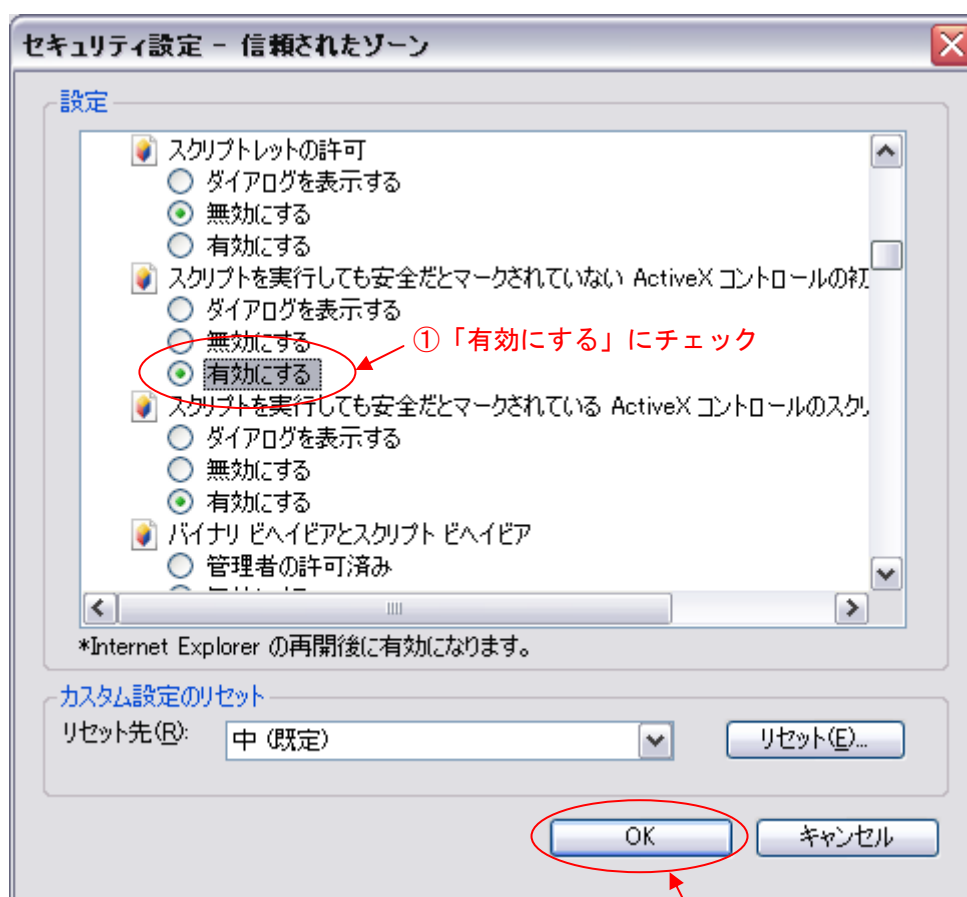 セキュリティ設定 - 信頼されたゾーン
設定
スクリプトレットの許可
ダイアログを表示する
無効にする
有効にする
スクリプトを実行しても安全だとマークされていない ActiveX コントロールの初
ダイアログを表示する
無効にする
①「有効にする」にチェック
有効にする
スクリプトを実行しても安全だとマークされている ActiveX コントロールのスクリ
ダイアログを表示する
無効にする
有効にする
バイナリ ビヘイビアとスクリプト ビヘイビア
管理者の許可済み
*Internet Explorer の再開後に有効になります。
カスタム設定のリセット
リセット先(R): 中 (既定) リセット(E)...
OK キャンセル